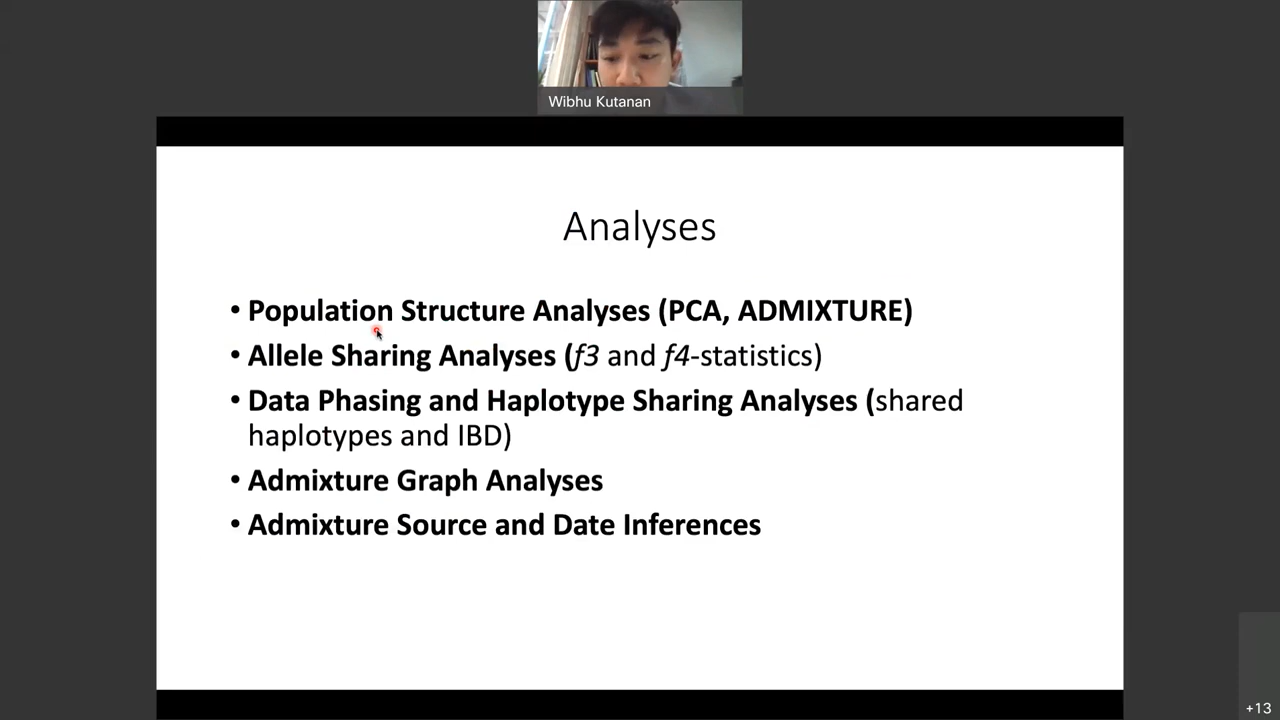 Wibhu Kutanan
Analyses
• Population Structure Analyses (PCA, ADMIXTURE)
• Allele Sharing Analyses (f3 and f4-statistics)
• Data Phasing and Haplotype Sharing Analyses (shared
haplotypes and IBD)
• Admixture Graph Analyses
• Admixture Source and Date Inferences
+13